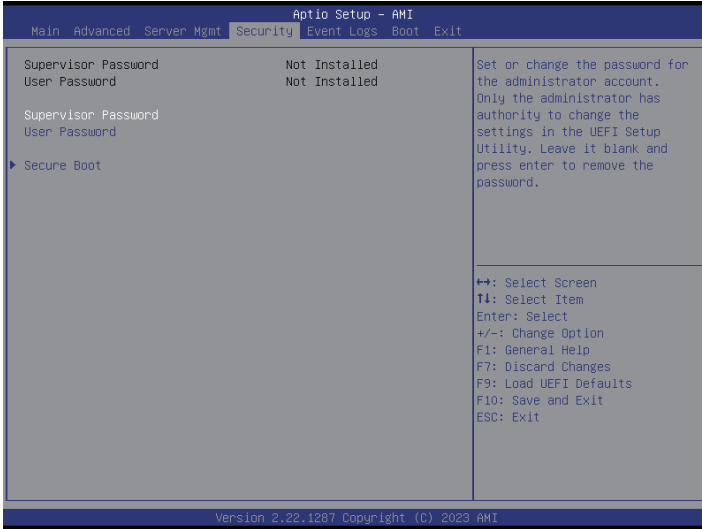 Aptio Setup - AMI
Main Advanced Server Mgmt Security Event Logs Boot Exit
Supervisor Password Not Installed
User Password Not Installed
Supervisor Password
User Password
Secure Boot
Set or change the password for
the administrator account.
Only the administrator has
authority to change the
settings in the UEFI Setup
Utility. Leave it blank and
press enter to remove the
password.
↔: Select Screen
↑↓: Select Item
Enter: Select
+/-: Change Option
F1: General Help
F7: Discard Changes
F9: Load UEFI Defaults
F10: Save and Exit
ESC: Exit
Version 2.22.1287 Copyright (C) 2023 AMI